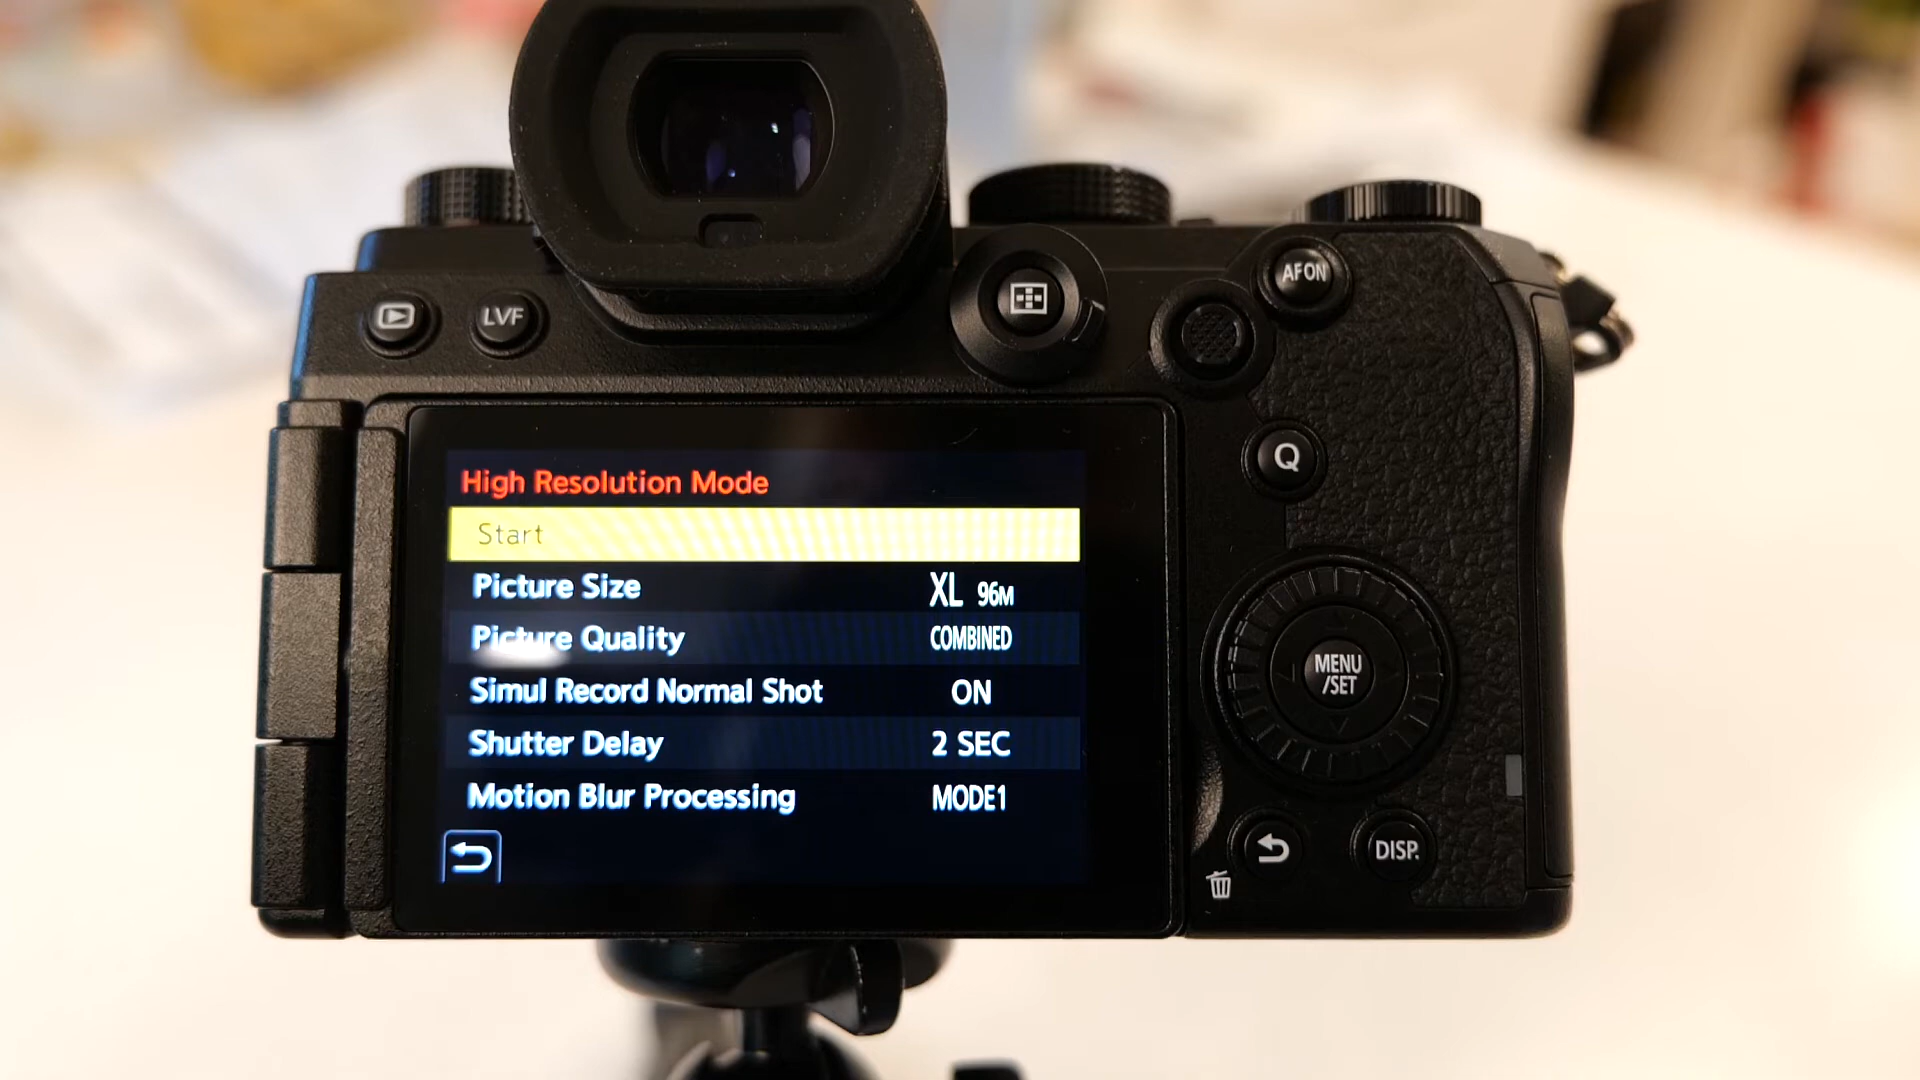 AF ON
LVF
Q
High Resolution Mode
Start
Picture Size XL 96M
Picture Quality COMBINED
Simul Record Normal Shot ON
Shutter Delay 2 SEC
Motion Blur Processing MODE1
MENU
/SET
DISP.